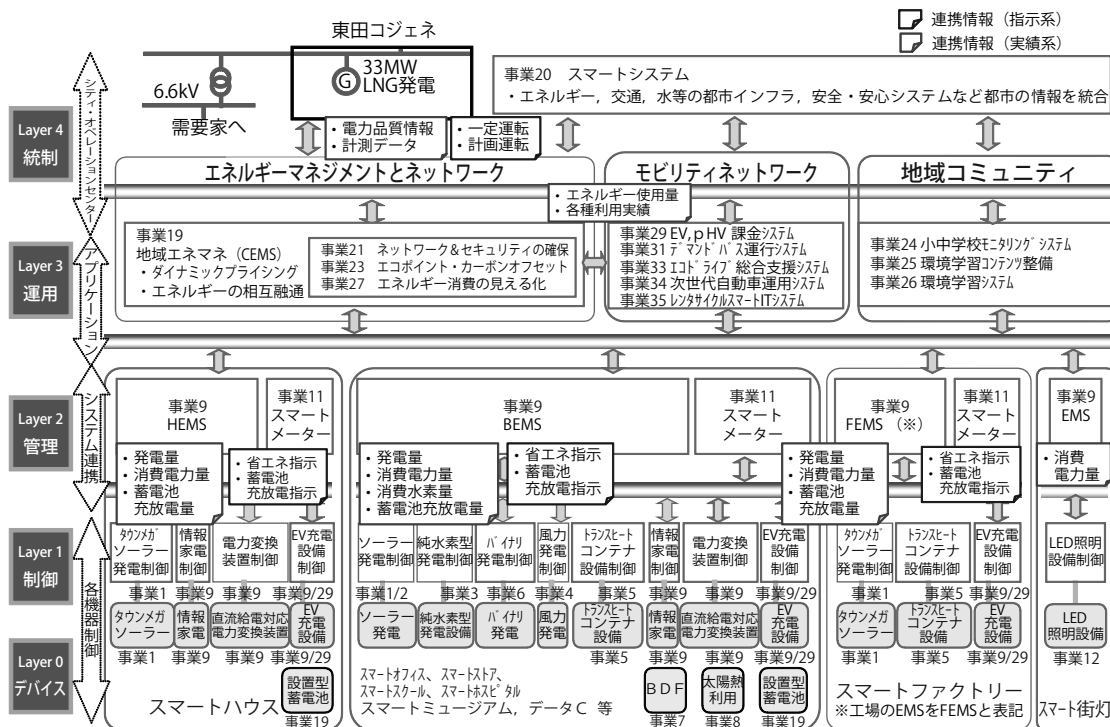 東田コジェネ
連携情報（指示系）
連携情報（実績系）
33MW
LNG発電
G
6.6kV
需要家へ
事業20 スマートシステム
・エネルギー，交通，水等の都市インフラ，安全・安心システムなど都市の情報を統合
・電力品質情報
・計測データ
・一定運転
・計画運転
Layer 4
統制
シティ・オペレーションセンター
エネルギーマネジメントとネットワーク
モビリティネットワーク
地域コミュニティ
・エネルギー使用量
・各種利用実績
Layer 3
運用
アプリケーション
事業19
地域エネマネ（CEMS）
・ダイナミックプライシング
・エネルギーの相互融通
事業21 ネットワーク＆セキュリティの確保
事業23 エコポイント・カーボンオフセット
事業27 エネルギー消費の見える化
事業29 EV,pHV 課金システム
事業31 デマンドバス運行システム
事業33 エコドライブ総合支援システム
事業34 次世代自動車運用システム
事業35 レンタサイクルスマートITシステム
事業24 小中学校モニタリングシステム
事業25 環境学習コンテンツ整備
事業26 環境学習システム
Layer 2
管理
システム連携
事業9
HEMS
事業11
スマート
メーター
事業9
BEMS
事業11
スマート
メーター
事業9
FEMS （※）
事業11
スマート
メーター
事業9
EMS
・発電量
・消費電力量
・蓄電池
充放電量
・省エネ指示
・蓄電池
充放電指示
・発電量
・消費電力量
・消費水素量
・蓄電池充放電量
・省エネ指示
・蓄電池
充放電指示
・発電量
・消費電力量
・蓄電池
充放電量
・省エネ指示
・蓄電池
充放電指示
・消費
電力量
Layer 1
制御
各機器制御
タウンメガ
ソーラー
発電制御
情報
家電
制御
電力変換
装置制御
EV充電
設備
制御
ソーラー
発電制御
純水素型
発電制御
バイナリ
発電制御
風力
発電
制御
トランスヒート
コンテナ
設備制御
情報
家電
制御
電力変換
装置制御
EV充電
設備
制御
タウンメガ
ソーラー
発電制御
トランスヒート
コンテナ
設備制御
EV充電
設備
制御
LED照明
設備制御
事業1
事業9
事業9
事業9/29
事業1/2
事業3
事業6
事業4
事業5
事業9
事業9
事業9/29
事業1
事業5
事業9/29
Layer 0
デバイス
タウンメガ
ソーラー
情報
家電
直流給電対応
電力変換装置
EV
充電
設備
ソーラー
発電
純水素型
発電設備
バイナリ
発電
風力
発電
トランスヒート
コンテナ
設備
情報
家電
直流給電対応
電力変換装置
EV
充電
設備
タウンメガ
ソーラー
トランスヒート
コンテナ
設備
EV
充電
設備
LED
照明設備
事業1
事業9
事業9
事業9/29
事業5
事業9
事業9
事業9/29
事業1
事業5
事業9/29
事業12
スマートハウス
設置型
蓄電池
事業19
スマートオフィス、スマートストア、
スマートスクール、スマートホスピタル
スマートミュージアム，データC 等
BDF
事業7
太陽熱
利用
事業8
設置型
蓄電池
事業19
スマートファクトリー
※工場のEMSをFEMSと表記
スマート街灯